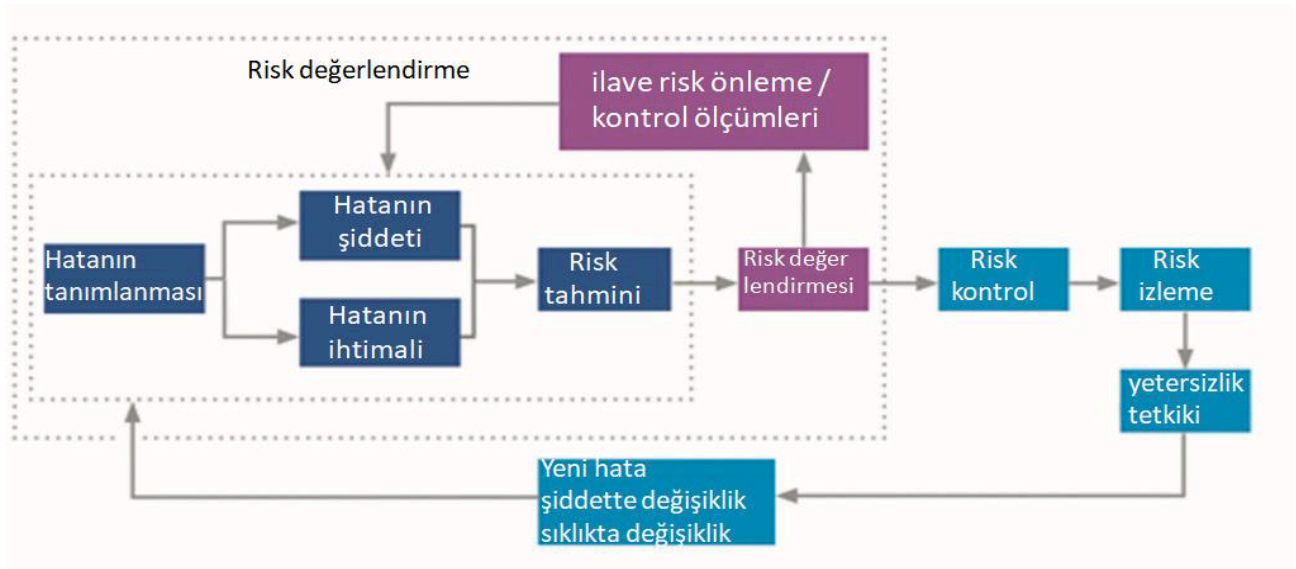 Risk değerlendirme
ilave risk önleme /
kontrol ölçümleri
Hatanın
tanımlanması
Hatanın
şiddeti
Hatanın
ihtimali
Risk
tahmini
Risk değer
lendirmesi
Risk
kontrol
Risk
izleme
yetersizlik
tetkiki
Yeni hata
şiddette değişiklik
sıklıkta değişiklik